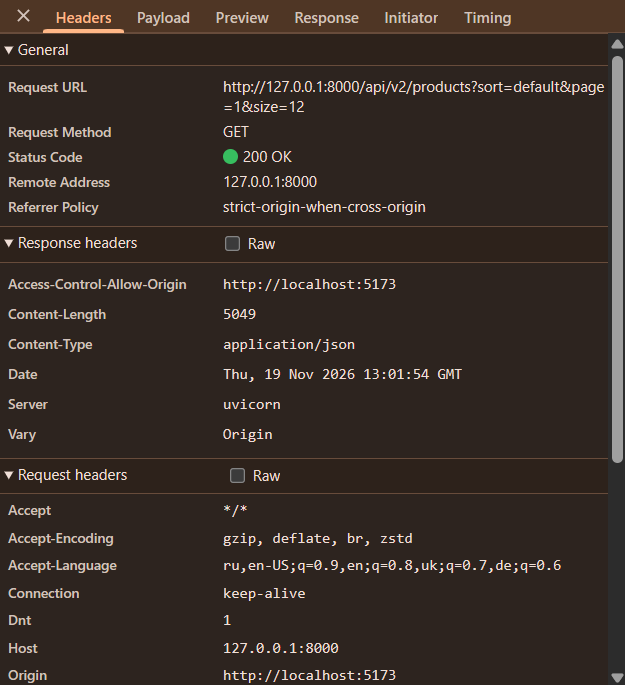 Headers Payload Preview Response Initiator Timing
General
Request URL http://127.0.0.1:8000/api/v2/products?sort=default&page
=1&size=12
Request Method GET
Status Code 200 OK
Remote Address 127.0.0.1:8000
Referrer Policy strict-origin-when-cross-origin
Response headers Raw
Access-Control-Allow-Origin http://localhost:5173
Content-Length 5049
Content-Type application/json
Date Thu, 19 Nov 2026 13:01:54 GMT
Server uvicorn
Vary Origin
Request headers Raw
Accept */*
Accept-Encoding gzip, deflate, br, zstd
Accept-Language ru,en-US;q=0.9,en;q=0.8,uk;q=0.7,de;q=0.6
Connection keep-alive
Dnt 1
Host 127.0.0.1:8000
Origin http://localhost:5173